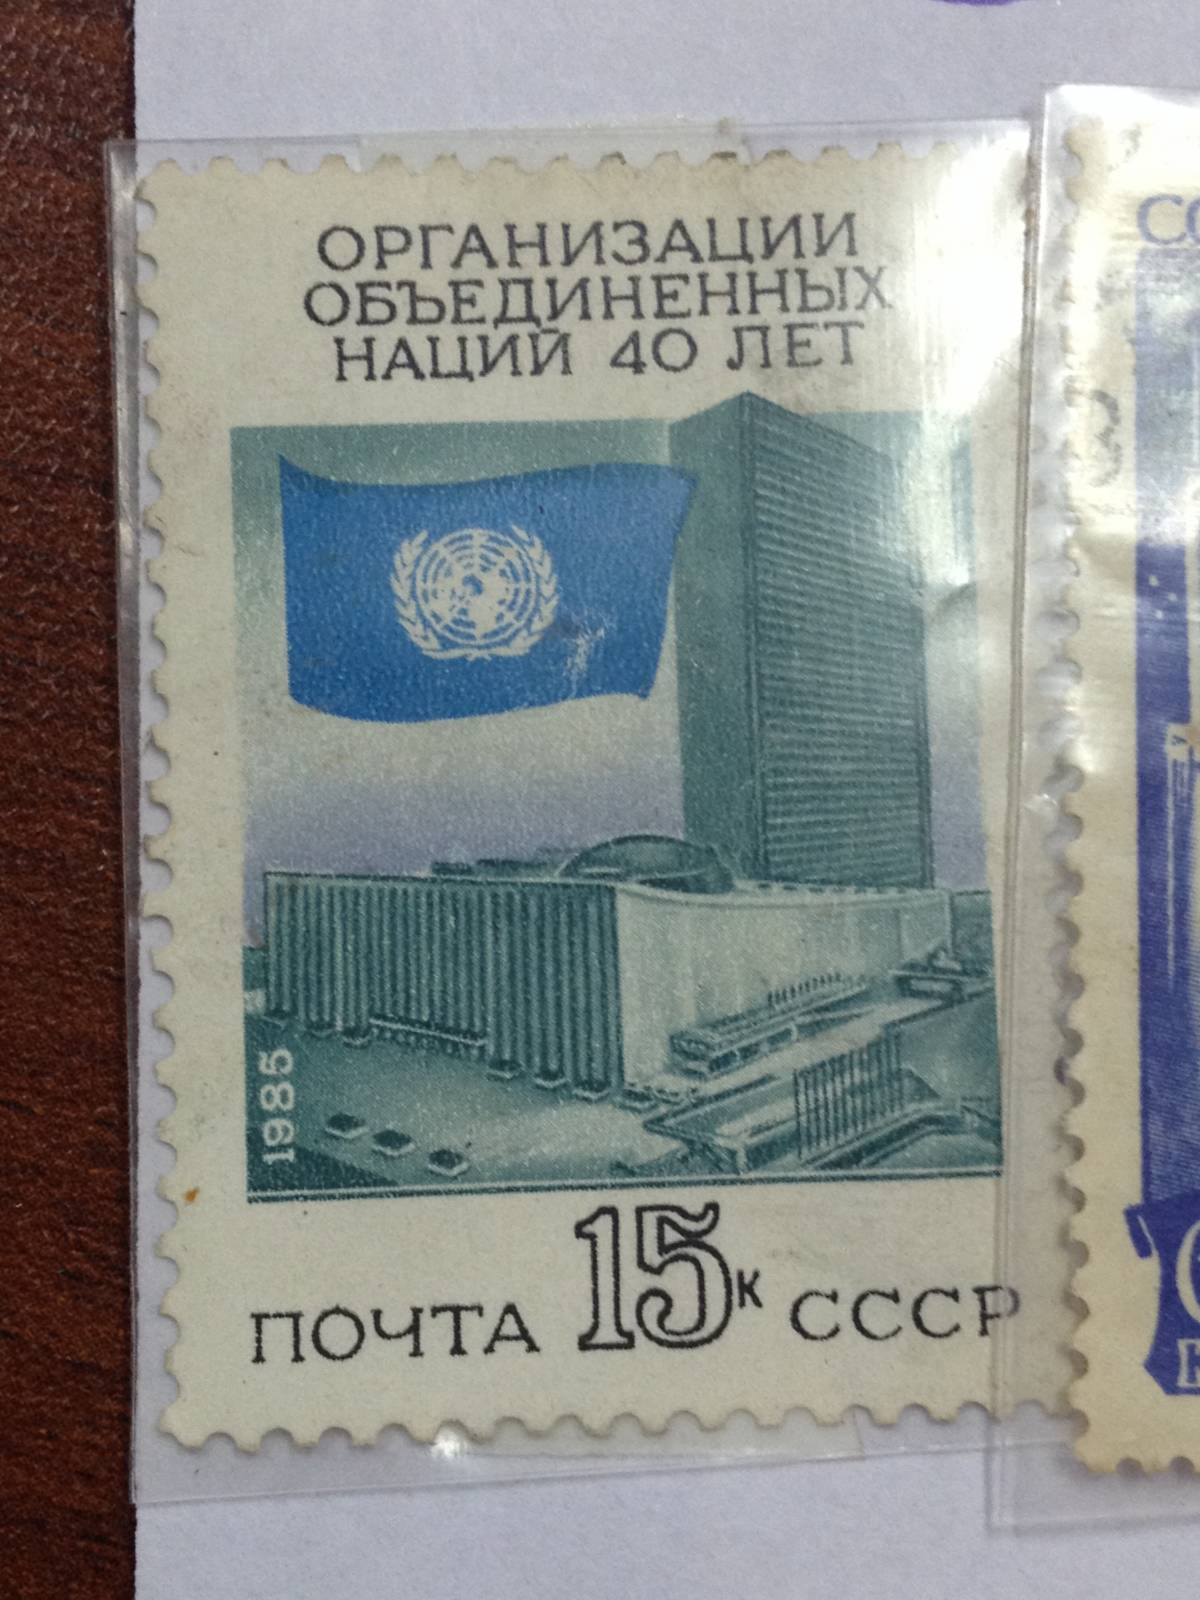 ОРГАНИЗАЦИИ
ОБЪЕДИНЕННЫХ
НАЦИЙ 40 ЛЕТ
1985
ПОЧТА 15к СССР